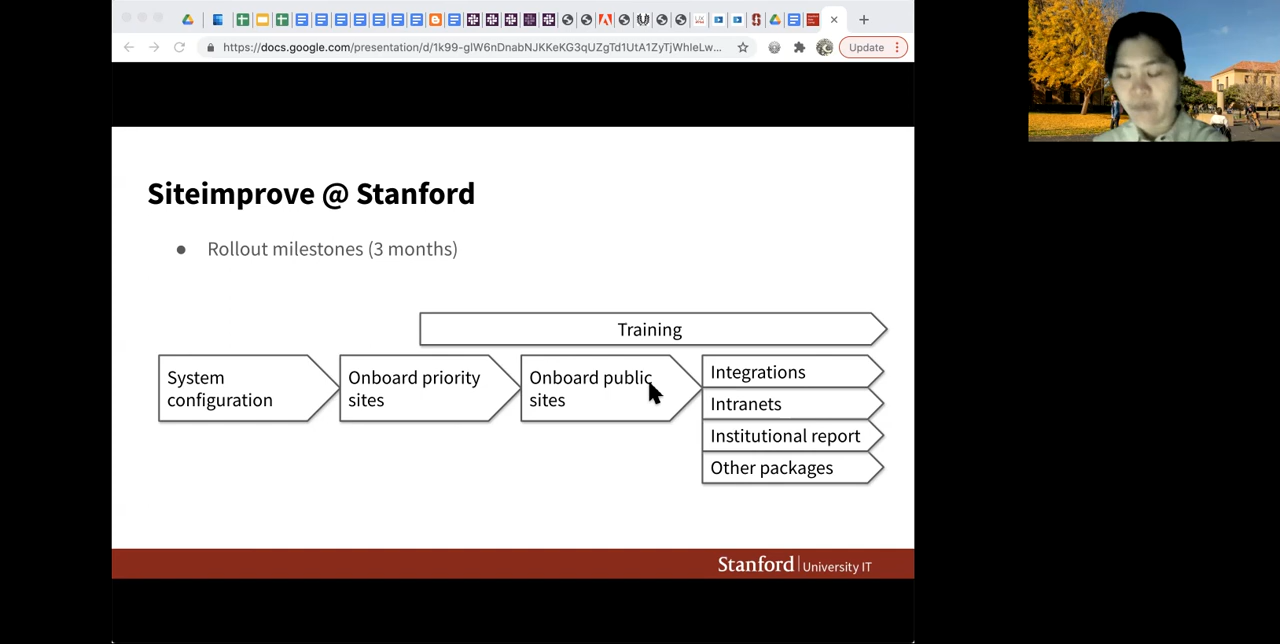 https://docs.google.com/presentation/d/1k99-glW6nDnabNJKKeKG3qUZgTd1UtA1ZyTjWhIeLw...
Update
Siteimprove @ Stanford
● Rollout milestones (3 months)
Training
System
configuration
Onboard priority
sites
Onboard public
sites
Integrations
Intranets
Institutional report
Other packages
Stanford | University IT